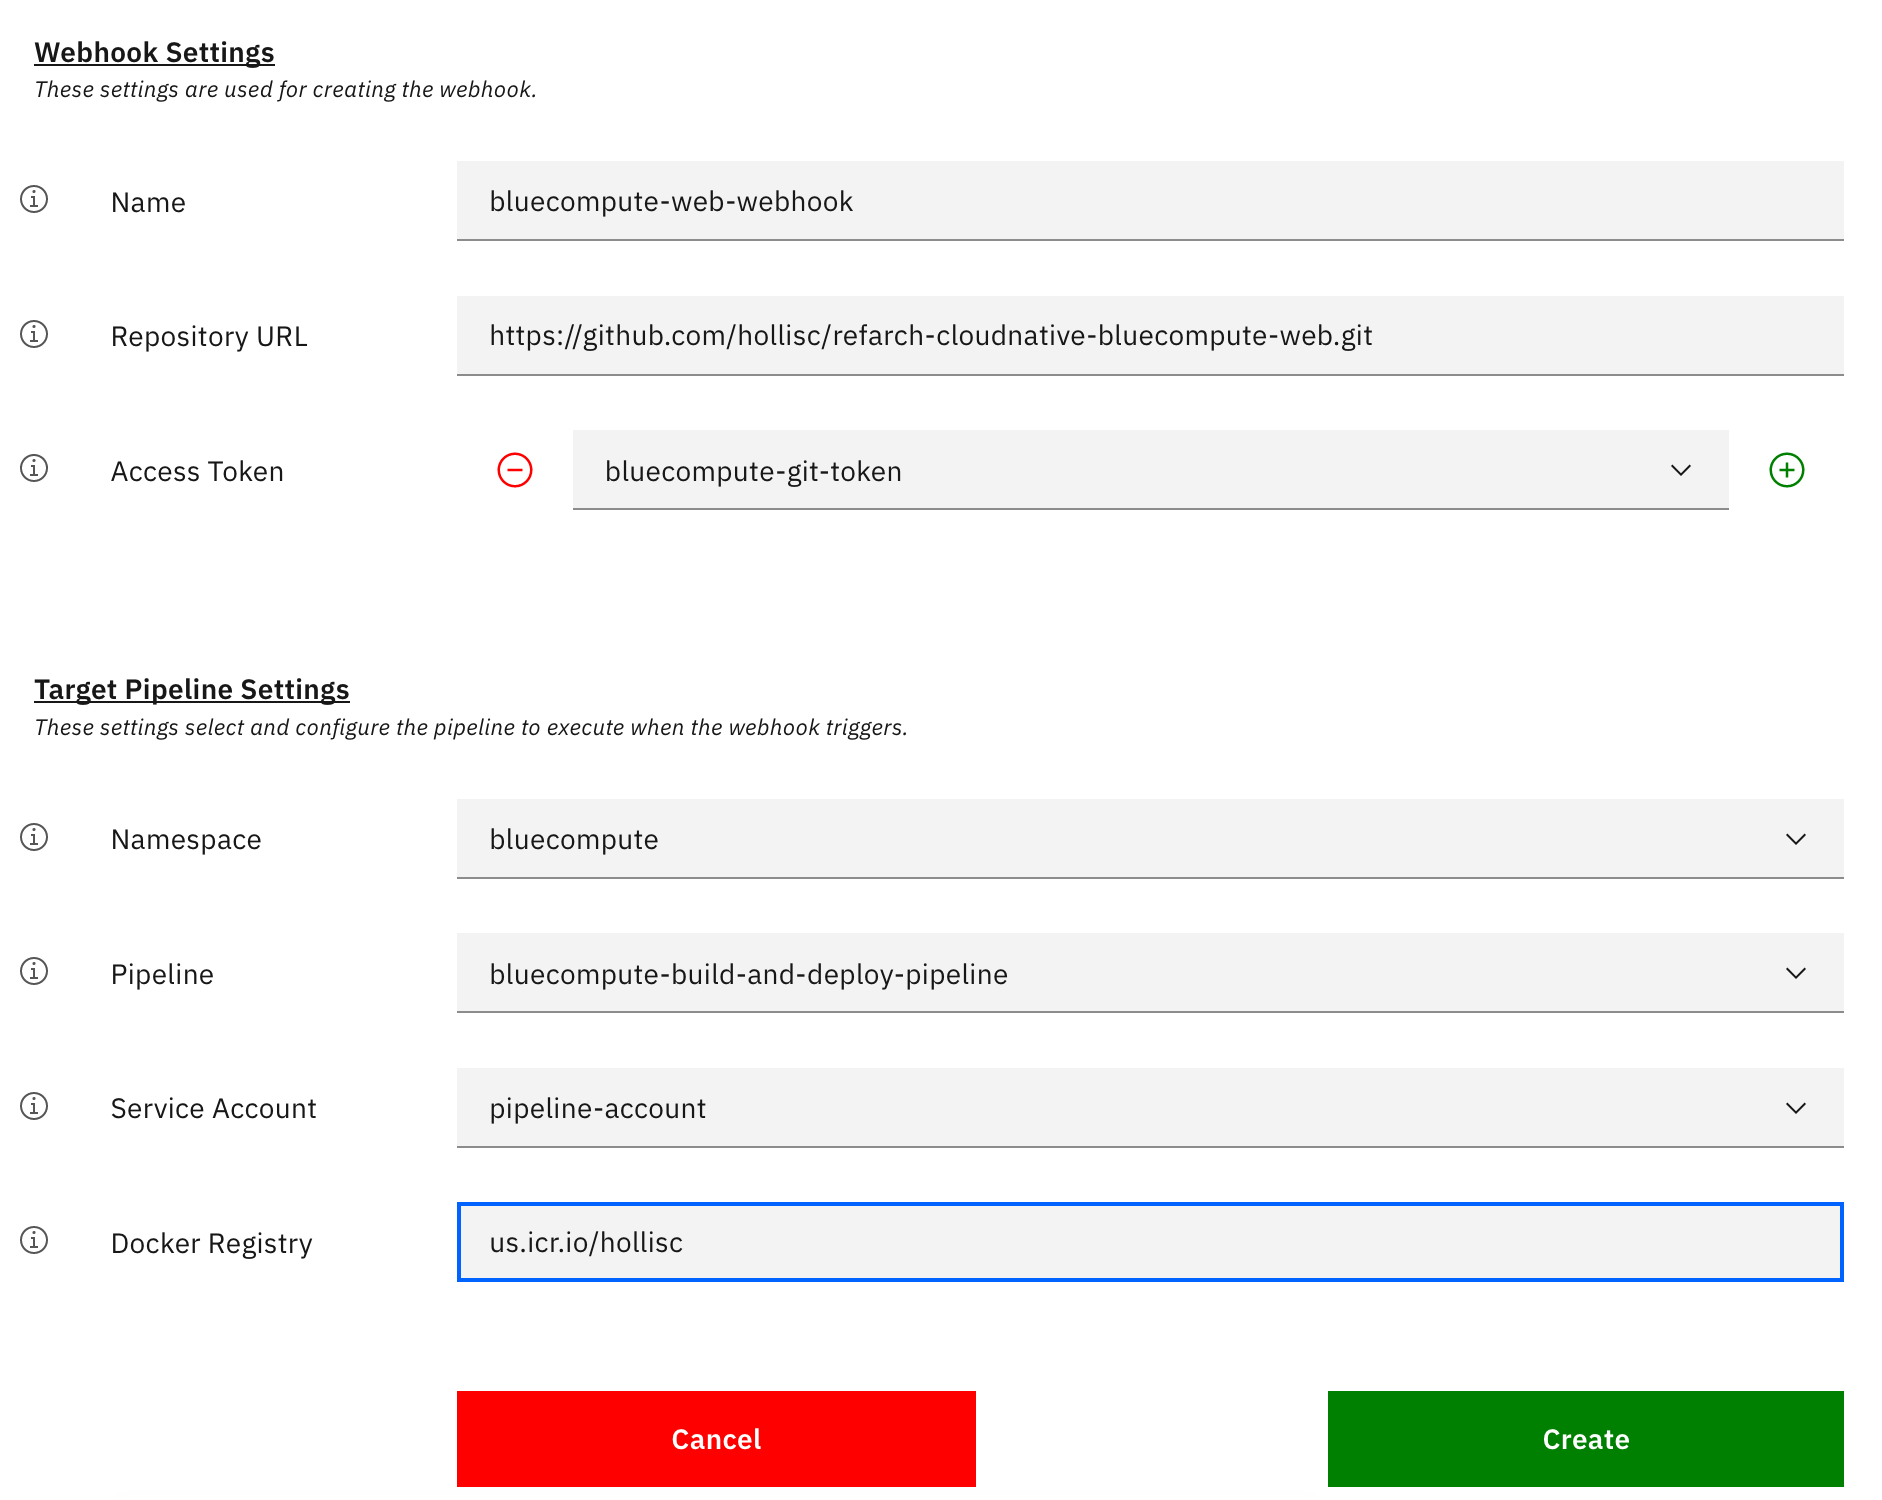 Webhook Settings
These settings are used for creating the webhook.
Name
bluecompute-web-webhook
Repository URL
https://github.com/hollisc/refarch-cloudnative-bluecompute-web.git
Access Token
bluecompute-git-token
Target Pipeline Settings
These settings select and configure the pipeline to execute when the webhook triggers.
Namespace
bluecompute
Pipeline
bluecompute-build-and-deploy-pipeline
Service Account
pipeline-account
Docker Registry
us.icr.io/hollisc
Cancel
Create